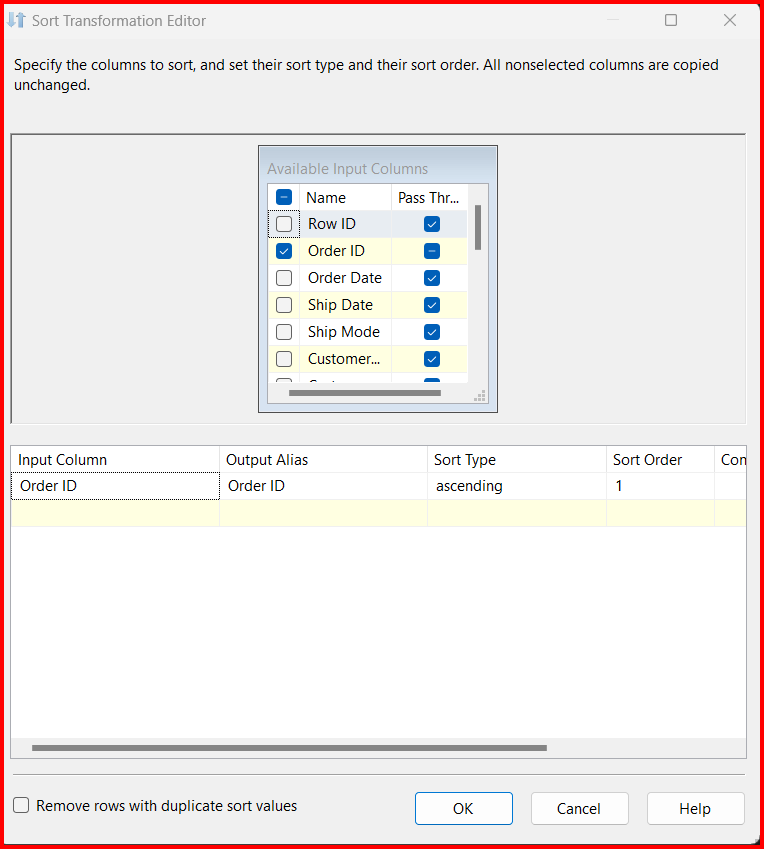 Sort Transformation Editor
Specify the columns to sort, and set their sort type and their sort order. All nonselected columns are copied
unchanged.
Available Input Columns
Name Pass Thr...
Row ID
Order ID
Order Date
Ship Date
Ship Mode
Customer...
Input Column Output Alias Sort Type Sort Order Con
Order ID Order ID ascending 1
Remove rows with duplicate sort values OK Cancel Help